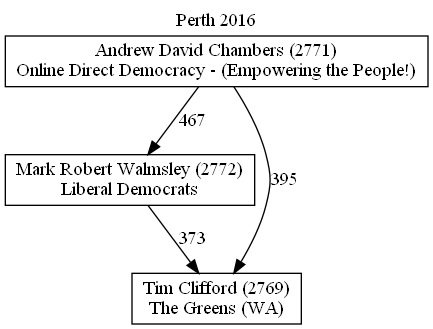 Perth 2016
Andrew David Chambers (2771)
Online Direct Democracy - (Empowering the People!)
467
Mark Robert Walmsley (2772)
Liberal Democrats
395
373
Tim Clifford (2769)
The Greens (WA)